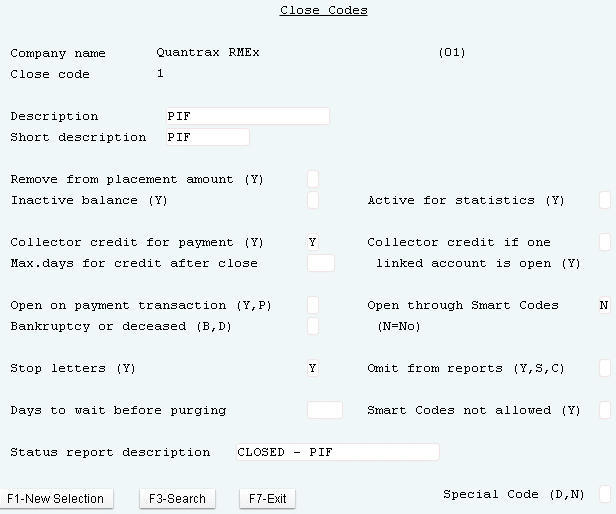 Close Codes
Company name Quantrax RMEx (01)
Close code 1
Description PIF
Short description PIF
Remove from placement amount (Y)
Inactive balance (Y) Active for statistics (Y)
Collector credit for payment (Y) Y Collector credit if one
Max.days for credit after close linked account is open (Y)
Open on payment transaction (Y,P) Open through Smart Codes N
Bankruptcy or deceased (B,D) (N=No)
Stop letters (Y) Y Omit from reports (Y,S,C)
Days to wait before purging Smart Codes not allowed (Y)
Status report description CLOSED - PIF
F1-New Selection F3-Search F7-Exit Special Code (D,N)